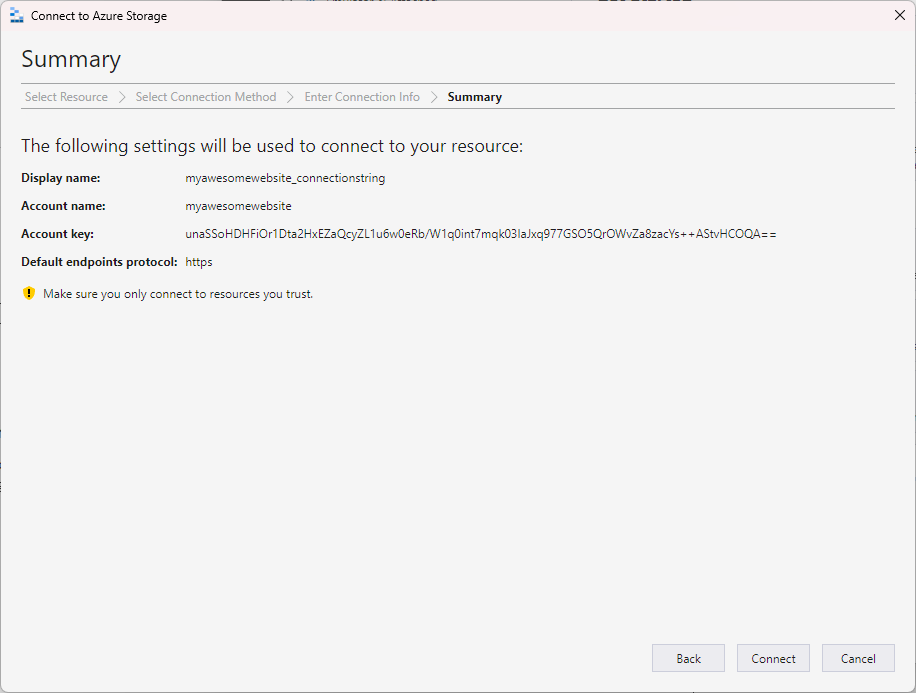 Connect to Azure Storage
Summary
Select Resource > Select Connection Method > Enter Connection Info > Summary
The following settings will be used to connect to your resource:
Display name: myawesomewebsite_connectionstring
Account name: myawesomewebsite
Account key: unaSSoHDHFiOr1Dta2HxEZaQcyZL1u6w0eRb/W1q0int7mqk03IaJxq977GSO5QrOWvZa8zacYs++AStvHCOQA==
Default endpoints protocol: https
Make sure you only connect to resources you trust.
Back Connect Cancel